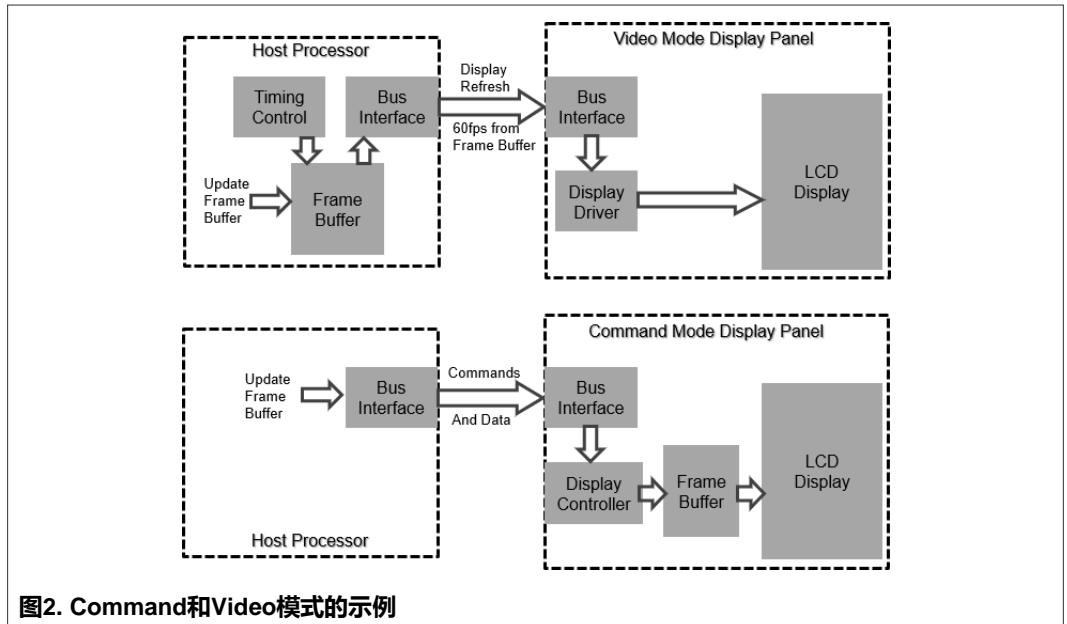 Host Processor
Timing
Control
Bus
Interface
Update
Frame
Buffer
Frame
Buffer
Display
Refresh
60fps from
Frame Buffer
Video Mode Display Panel
Bus
Interface
Display
Driver
LCD
Display
Update
Frame
Buffer
Bus
Interface
Host Processor
Commands
And Data
Command Mode Display Panel
Bus
Interface
Display
Controller
Frame
Buffer
LCD
Display
图2. Command和Video模式的示例